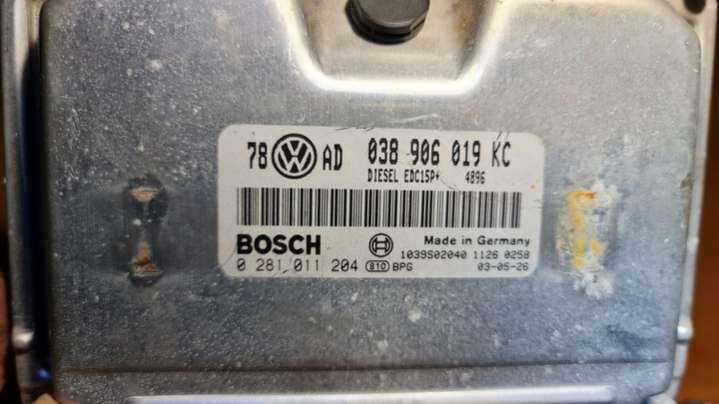 78 VW AD 038 906 019 KC
DIESEL EDC15P+ 4896
BOSCH Made in Germany
1039S02040 1126 0258
0 281 011 204 810 BPG 03-05-26